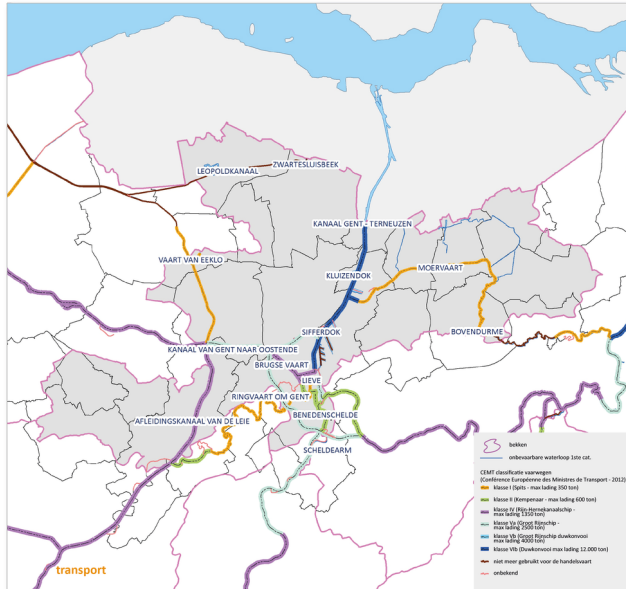 ZWARTESLUISBEEK
LEOPOLDKANAAL
KANAAL GENT - TERNEUZEN
VAART VAN EEKLO
MOERVAART
KLUIZENDOK
SIFFERDOK
BOVENDURME
KANAAL VAN GENT NAAR OOSTENDE
BRUGSE VAART
LIEVE
RINGVAART OM GENT
BENEDENSCHELDE
AFLEIDINGSKANAAL VAN DE LEIE
SCHELDEARM
transport
bekken
onbevaarbare waterloop 1ste cat.
CEMT classificatie vaarwegen
(Conférence Européenne des Ministres de Transport - 2012)
klasse I (Spits - max lading 350 ton)
klasse II (Kempenaar - max lading 600 ton)
klasse IV (Rijn-Hernekanaalschip -
max lading 1350 ton)
klasse Va (Groot Rijnschip -
max lading 2500 ton)
klasse Vb (Groot Rijnschip duwkonvooi
max lading 4000 ton)
klasse VIb (Duwkonvooi max lading 12.000 ton)
niet meer gebruikt voor de handelsvaart
onbekend